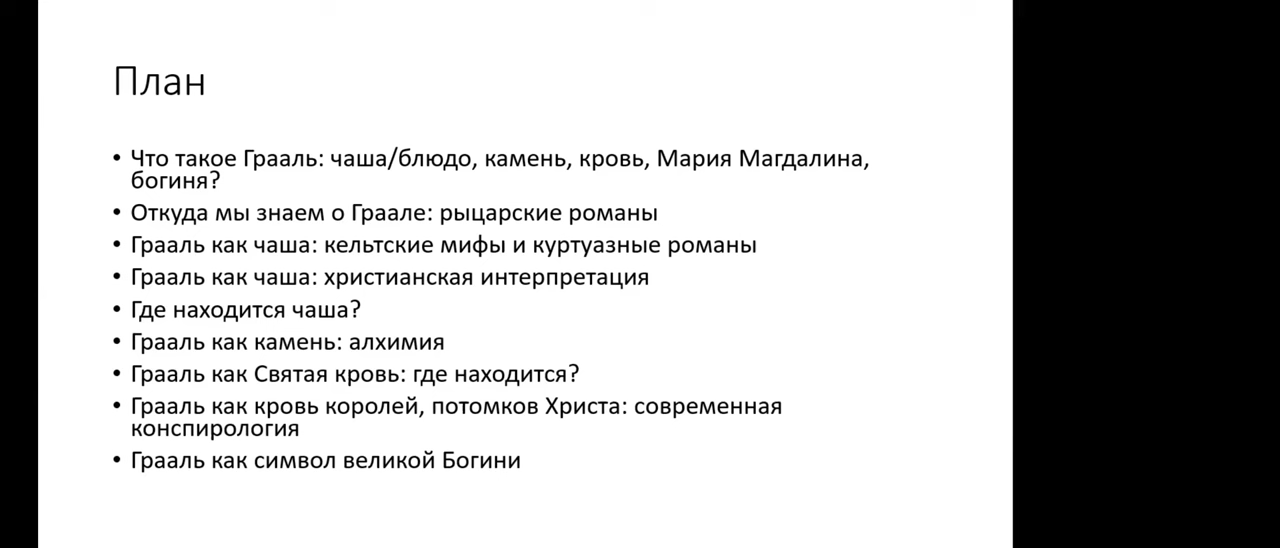 План
• Что такое Грааль: чаша/блюдо, камень, кровь, Мария Магдалина,
богиня?
• Откуда мы знаем о Граале: рыцарские романы
• Грааль как чаша: кельтские мифы и куртуазные романы
• Грааль как чаша: христианская интерпретация
• Где находится чаша?
• Грааль как камень: алхимия
• Грааль как Святая кровь: где находится?
• Грааль как кровь королей, потомков Христа: современная
конспирология
• Грааль как символ великой Богини